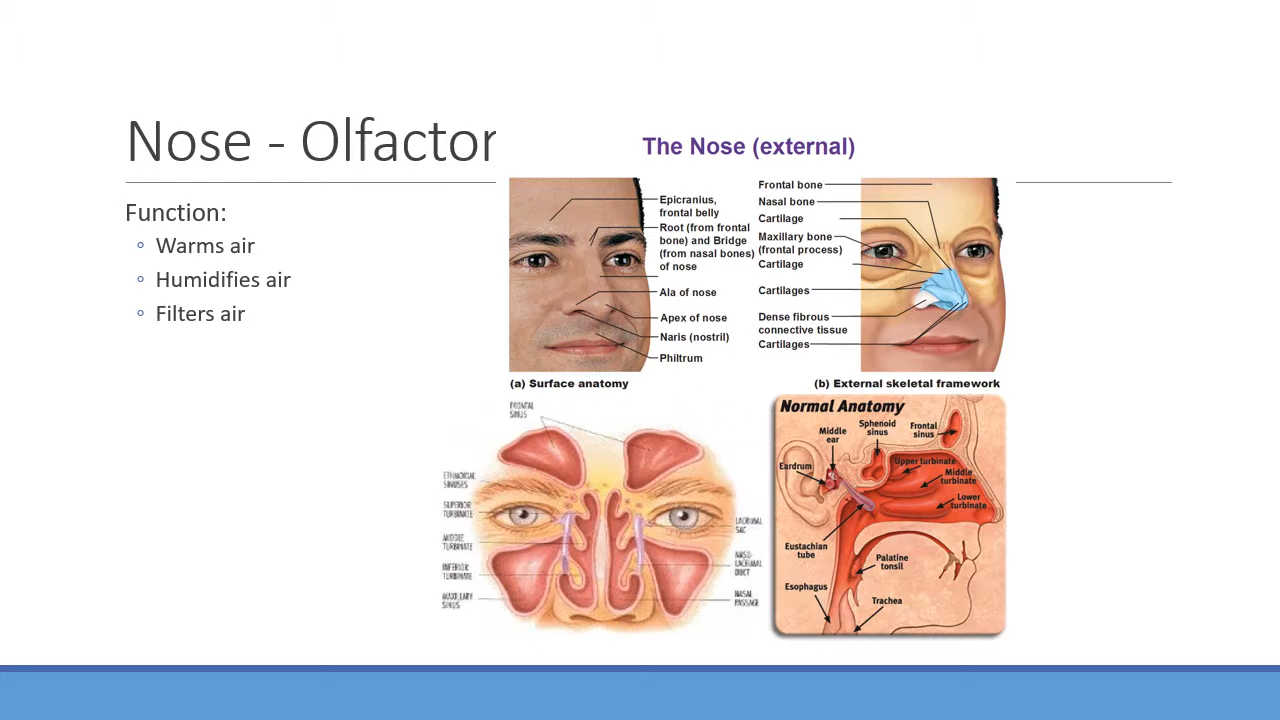 Nose - Olfactor
Function:
Warms air
Humidifies air
Filters air
The Nose (external)
Epicranius,
frontal belly
Root (from frontal
bone) and Bridge
(from nasal bones)
of nose
Ala of nose
Apex of nose
Naris (nostril)
Philtrum
(a) Surface anatomy
Frontal bone
Nasal bone
Cartilage
Maxillary bone
(frontal process)
Cartilage
Cartilages
Dense fibrous
connective tissue
Cartilages
(b) External skeletal framework
FRONTAL
SINUS
ETHMOIDAL
SINUSES
SUPERIOR
TURBINATE
MIDDLE
TURBINATE
INFERIOR
TURBINATE
MAXILLARY
SINUS
LACRIMAL
SAC
NASO-
LACRIMAL
DUCT
NASAL
PASSAGE
Normal Anatomy
Middle
ear
Sphenoid
sinus
Frontal
sinus
Eardrum
Upper turbinate
Middle
turbinate
Lower
turbinate
Eustachian
tube
Palatine
tonsil
Esophagus
Trachea